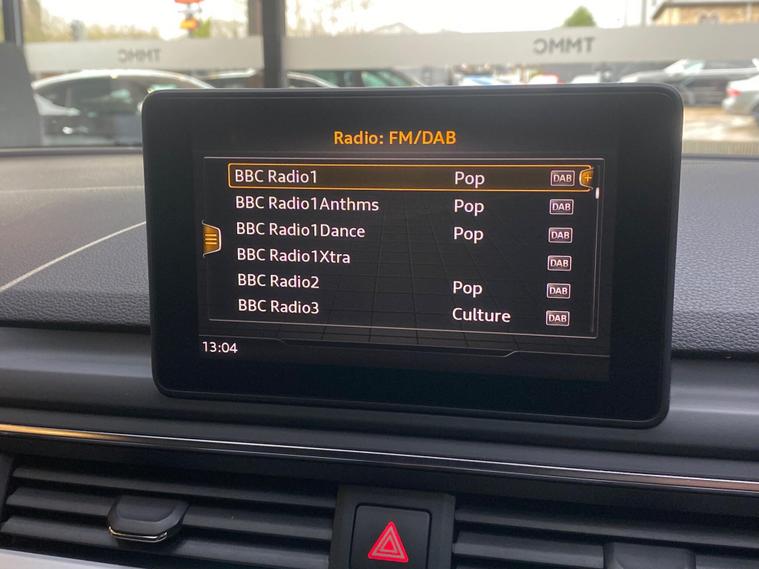 TMMC
TMMC
Radio: FM/DAB
BBC Radio1 Pop DAB +
BBC Radio1Anthms Pop DAB
BBC Radio1Dance Pop DAB
BBC Radio1Xtra DAB
BBC Radio2 Pop DAB
BBC Radio3 Culture DAB
13:04